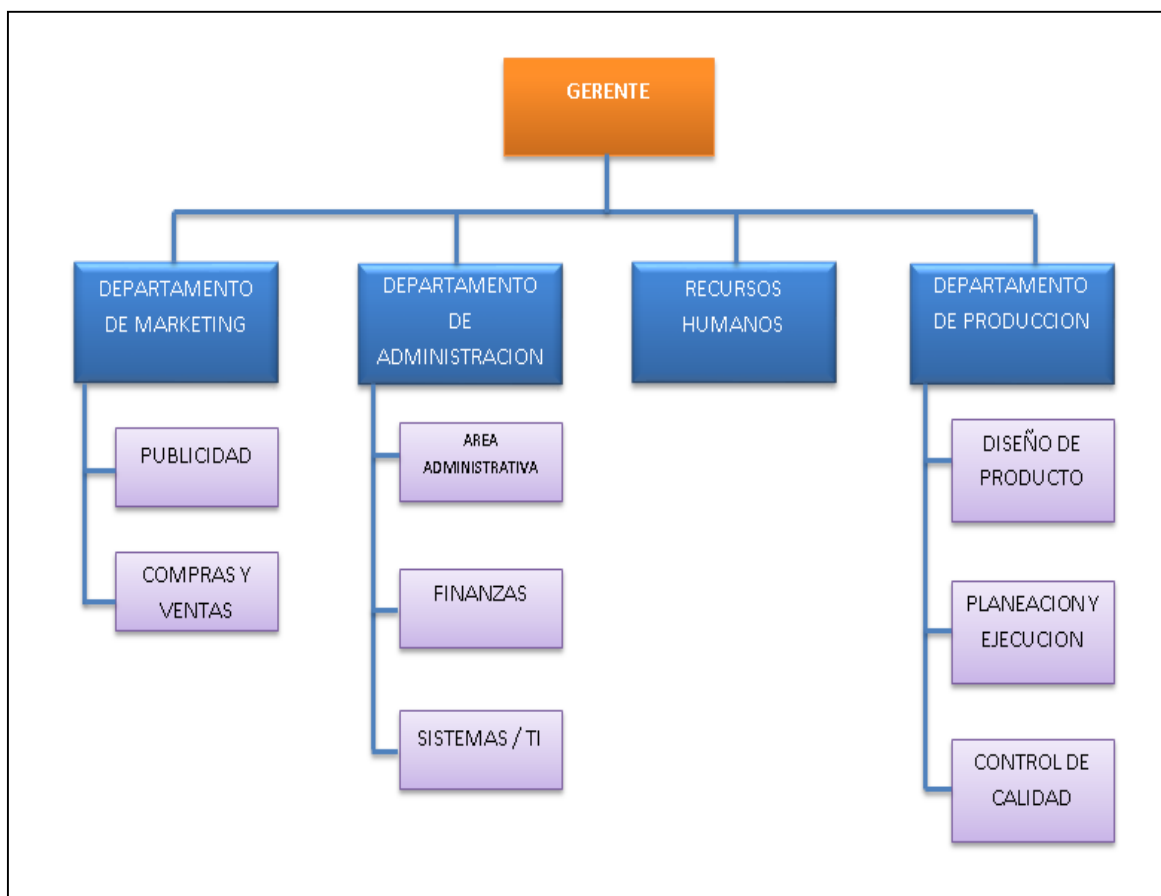 GERENTE
DEPARTAMENTO
DE MARKETING
DEPARTAMENTO
DE
ADMINISTRACION
RECURSOS
HUMANOS
DEPARTAMENTO
DE PRODUCCION
PUBLICIDAD
COMPRAS Y
VENTAS
AREA
ADMINISTRATIVA
FINANZAS
SISTEMAS / TI
DISEÑO DE
PRODUCTO
PLANEACION Y
EJECUCION
CONTROL DE
CALIDAD